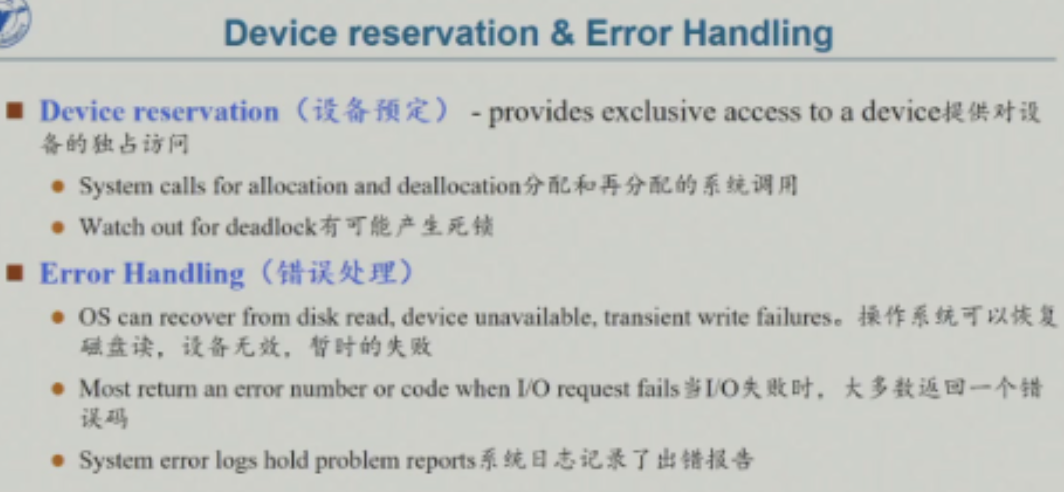 Device reservation & Error Handling
Device reservation（设备预定） - provides exclusive access to a device提供对设
备的独占访问
System calls for allocation and deallocation分配和再分配的系统调用
Watch out for deadlock有可能产生死锁
Error Handling（错误处理）
OS can recover from disk read, device unavailable, transient write failures。操作系统可以恢复
磁盘读，设备无效，暂时的失败
Most return an error number or code when I/O request fails当I/O失败时，大多数返回一个错
误码
System error logs hold problem reports系统日志记录了出错报告